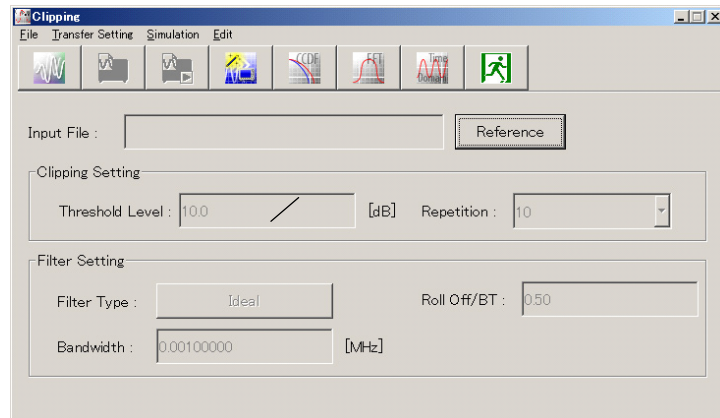 Clipping
File Transfer Setting Simulation Edit
CCDF FFT Time Domain
Input File : Reference
Clipping Setting
Threshold Level : 10.0 [dB] Repetition : 10
Filter Setting
Filter Type : Ideal Roll Off/BT : 0.50
Bandwidth : 0.00100000 [MHz]